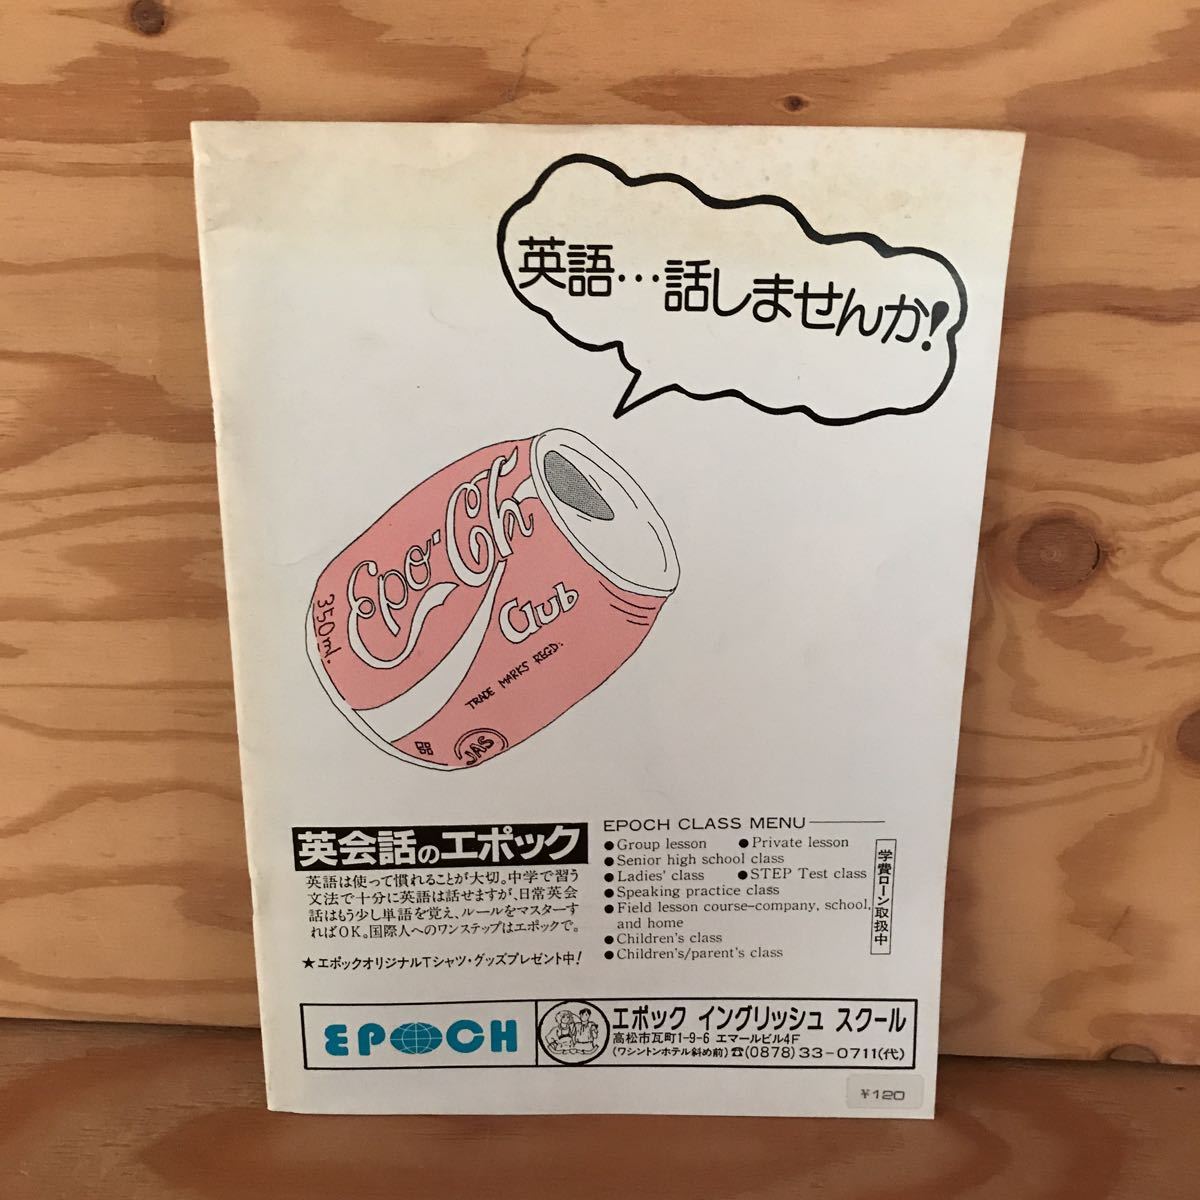 英語…話しませんか!
Epo-Ch
Club
350ml.
TRADE MARKS REGD.
JAS
英会話のエポック
英語は使って慣れることが大切。中学で習う
文法で十分に英語は話せますが、日常英会
話はもう少し単語を覚え、ルールをマスターす
ればOK。国際人へのワンステップはエポックで。
★エポックオリジナルTシャツ・グッズプレゼント中!
EPOCH CLASS MENU
●Group lesson ●Private lesson
●Senior high school class
●Ladies' class ●STEP Test class
●Speaking practice class
●Field lesson course–company, school,
and home
●Children's class
●Children's/parent's class
学費ローン取扱中
EPOCH
エポック イングリッシュ スクール
高松市瓦町1-9-6 エマールビル4F
(ワシントンホテル斜め前)☎(0878)33-0711(代)
¥120